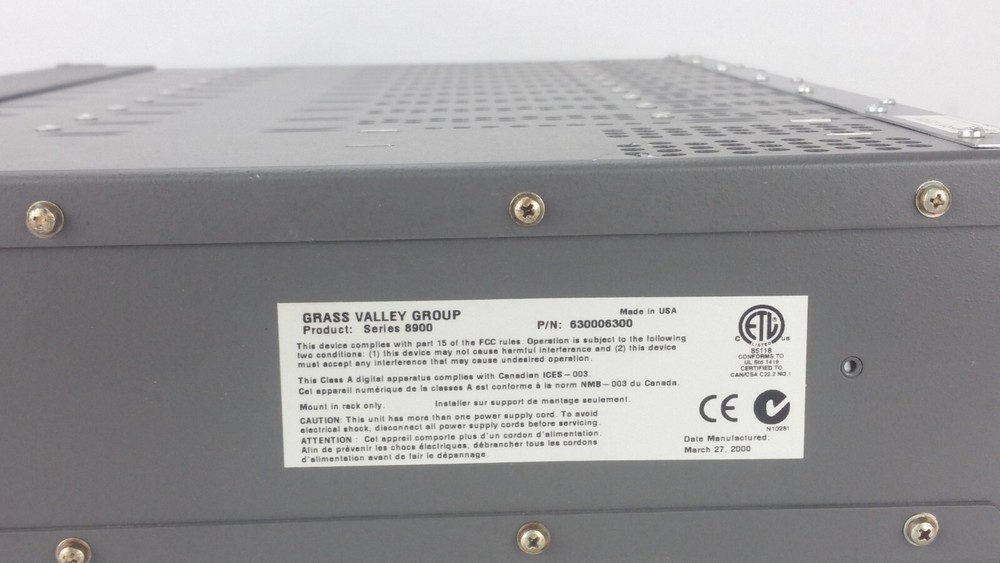 GRASS VALLEY GROUP
Made in USA
Product: Series 8900
P/N: 630006300
This device complies with part 15 of the FCC rules. Operation is subject to the following
two conditions: (1) this device may not cause harmful interference and (2) this device
must accept any interference that may cause undesired operation.
This Class A digital apparatus complies with Canadian ICES-003.
Cet appareil numérique de la classes A est conforme à la norm NMB-003 du Canada.
Mount in rack only.
Installer sur support de mantage seulement.
CAUTION: This unit has more than one power supply cord. To avoid
electrical shock, disconnect all power supply cords before servicing.
ATTENTION: Cet appreil comporte plus d'un cordon d'alimentation.
Afin de prévenir les chocs électriques, débrancher tous les cordons
d'alimentation avant de fair le dépannage.
ETL
C US
LISTED
85118
CONFORMS TO
UL Std 1419
CERTIFIED TO
CAN/CSA C22.2 NO.1
CE
N10281
Date Manufactured:
March 27, 2000